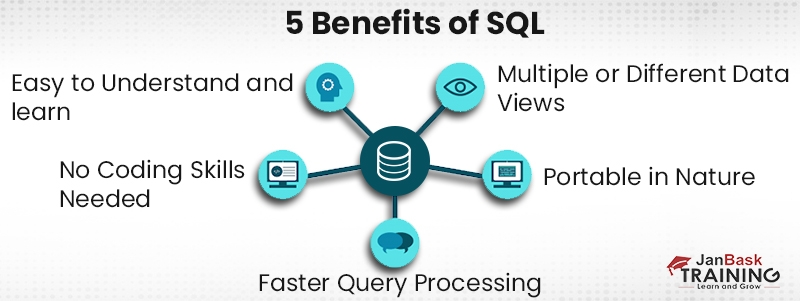 5 Benefits of SQL
Easy to Understand and
learn
Multiple or Different Data
Views
No Coding Skills
Needed
Portable in Nature
Faster Query Processing
JanBask
TRAINING
Learn and Grow